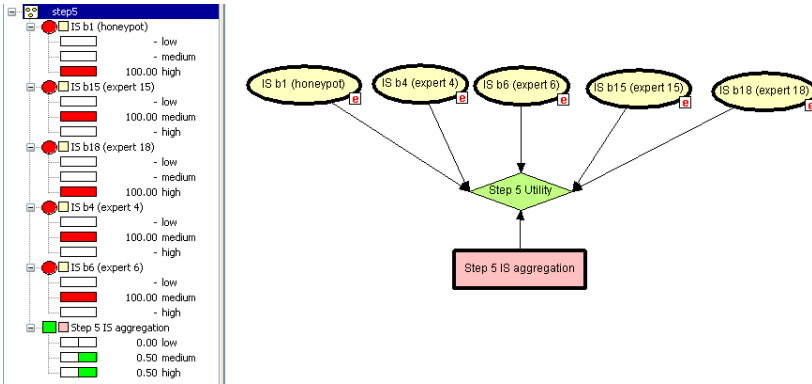 step5
IS b1 (honeypot)
- low
- medium
100.00 high
IS b15 (expert 15)
- low
100.00 medium
- high
IS b18 (expert 18)
- low
- medium
100.00 high
IS b4 (expert 4)
- low
100.00 medium
- high
IS b6 (expert 6)
- low
100.00 medium
- high
Step 5 IS aggregation
0.00 low
0.50 medium
0.50 high
IS b1 (honeypot)
e
IS b4 (expert 4)
e
IS b6 (expert 6)
e
IS b15 (expert 15)
e
IS b18 (expert 18)
e
Step 5 Utility
Step 5 IS aggregation